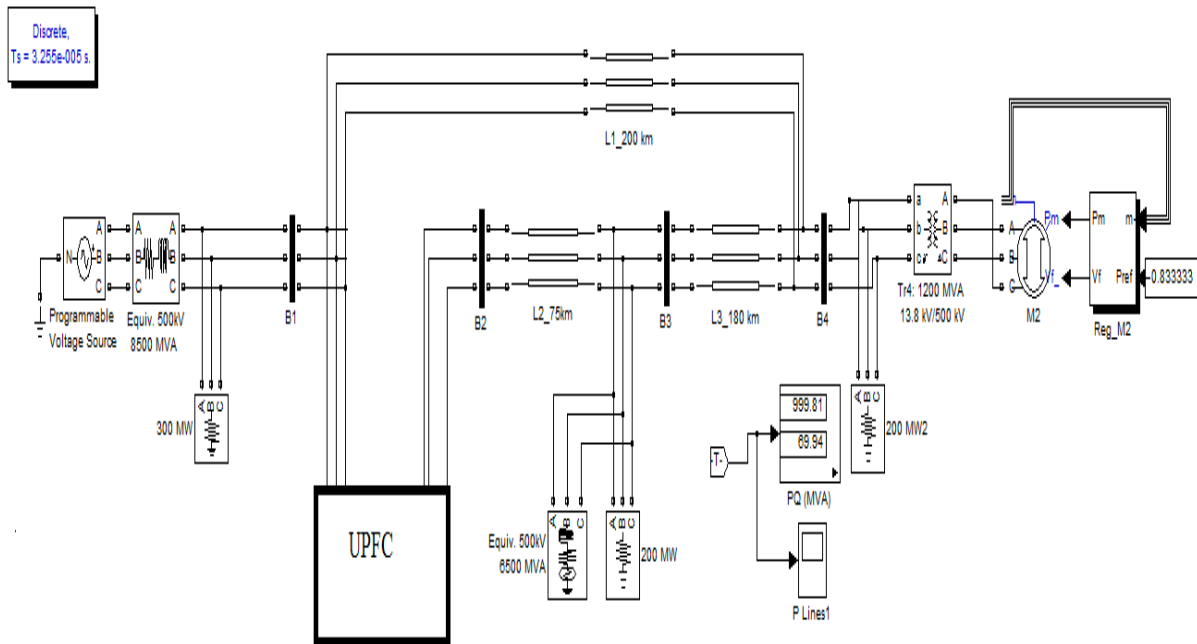 Discrete,
Ts = 3.255e-005 s.
L1_200 km
N
A
B
C
A
B
C
A
B
C
Programmable
Voltage Source
Equiv. 500kV
8500 MVA
B1
B2
L2_75km
B3
L3_180 km
B4
a
b
c
A
B
C
Tr4: 1200 MVA
13.8 kV/500 kV
A
B
C
Pm
Vf_
M2
Pm
m
Vf
Pref
0.833333
Reg_M2
A B C
300 MW
UPFC
A B C
Equiv. 500kV
6500 MVA
A B C
200 MW
-T-
999.81
69.94
PQ (MVA)
P Lines1
A B C
200 MW2